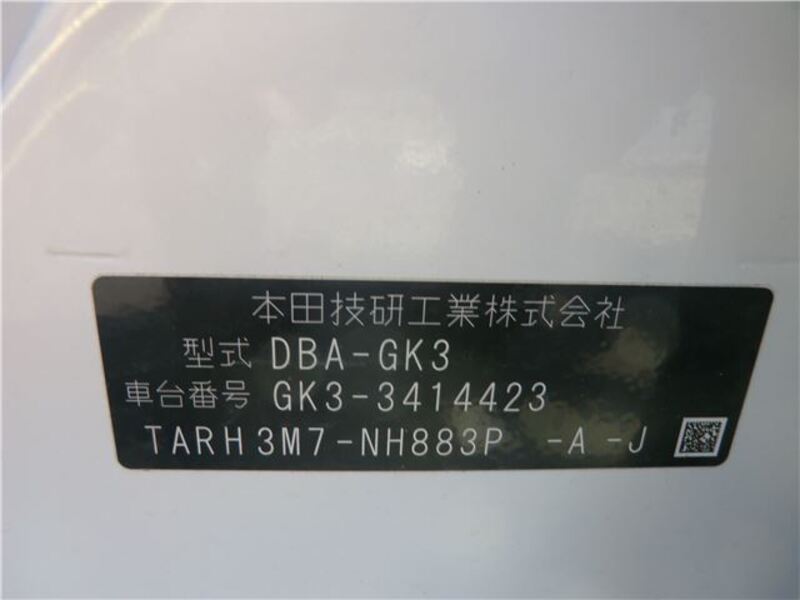 本田技研工業株式会社
型式 DBA-GK3
車台番号 GK3-3414423
TARH3M7-NH883P -A-J